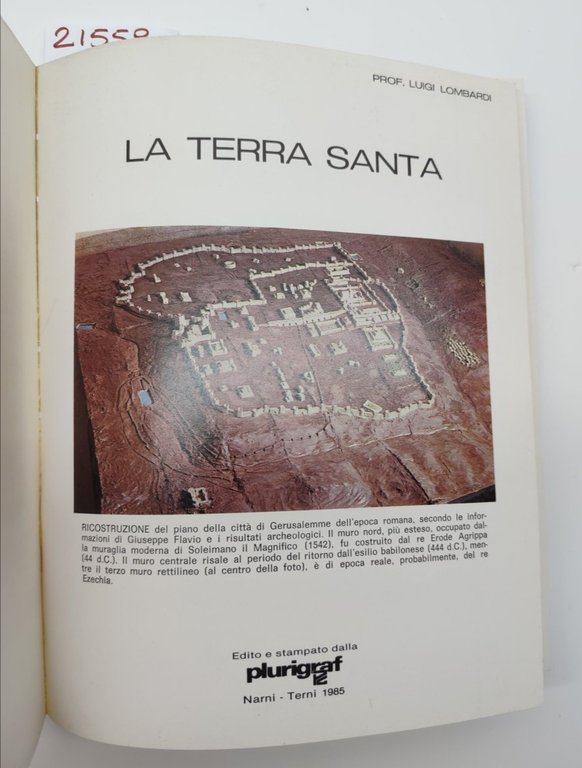 21558
PROF. LUIGI LOMBARDI
LA TERRA SANTA
RICOSTRUZIONE del piano della città di Gerusalemme dell'epoca romana, secondo le infor-
mazioni di Giuseppe Flavio e i risultati archeologici. Il muro nord, più esteso, occupato dal-
la muraglia moderna di Soleimano il Magnifico (1542), fu costruito dal re Erode Agrippa
(44 d.C.). Il muro centrale risale al periodo del ritorno dall'esilio babilonese (444 d.C.), men-
tre il terzo muro rettilineo (al centro della foto), è di epoca reale, probabilmente, del re
Ezechia.
Edito e stampato dalla
plurigraf
Narni - Terni 1985